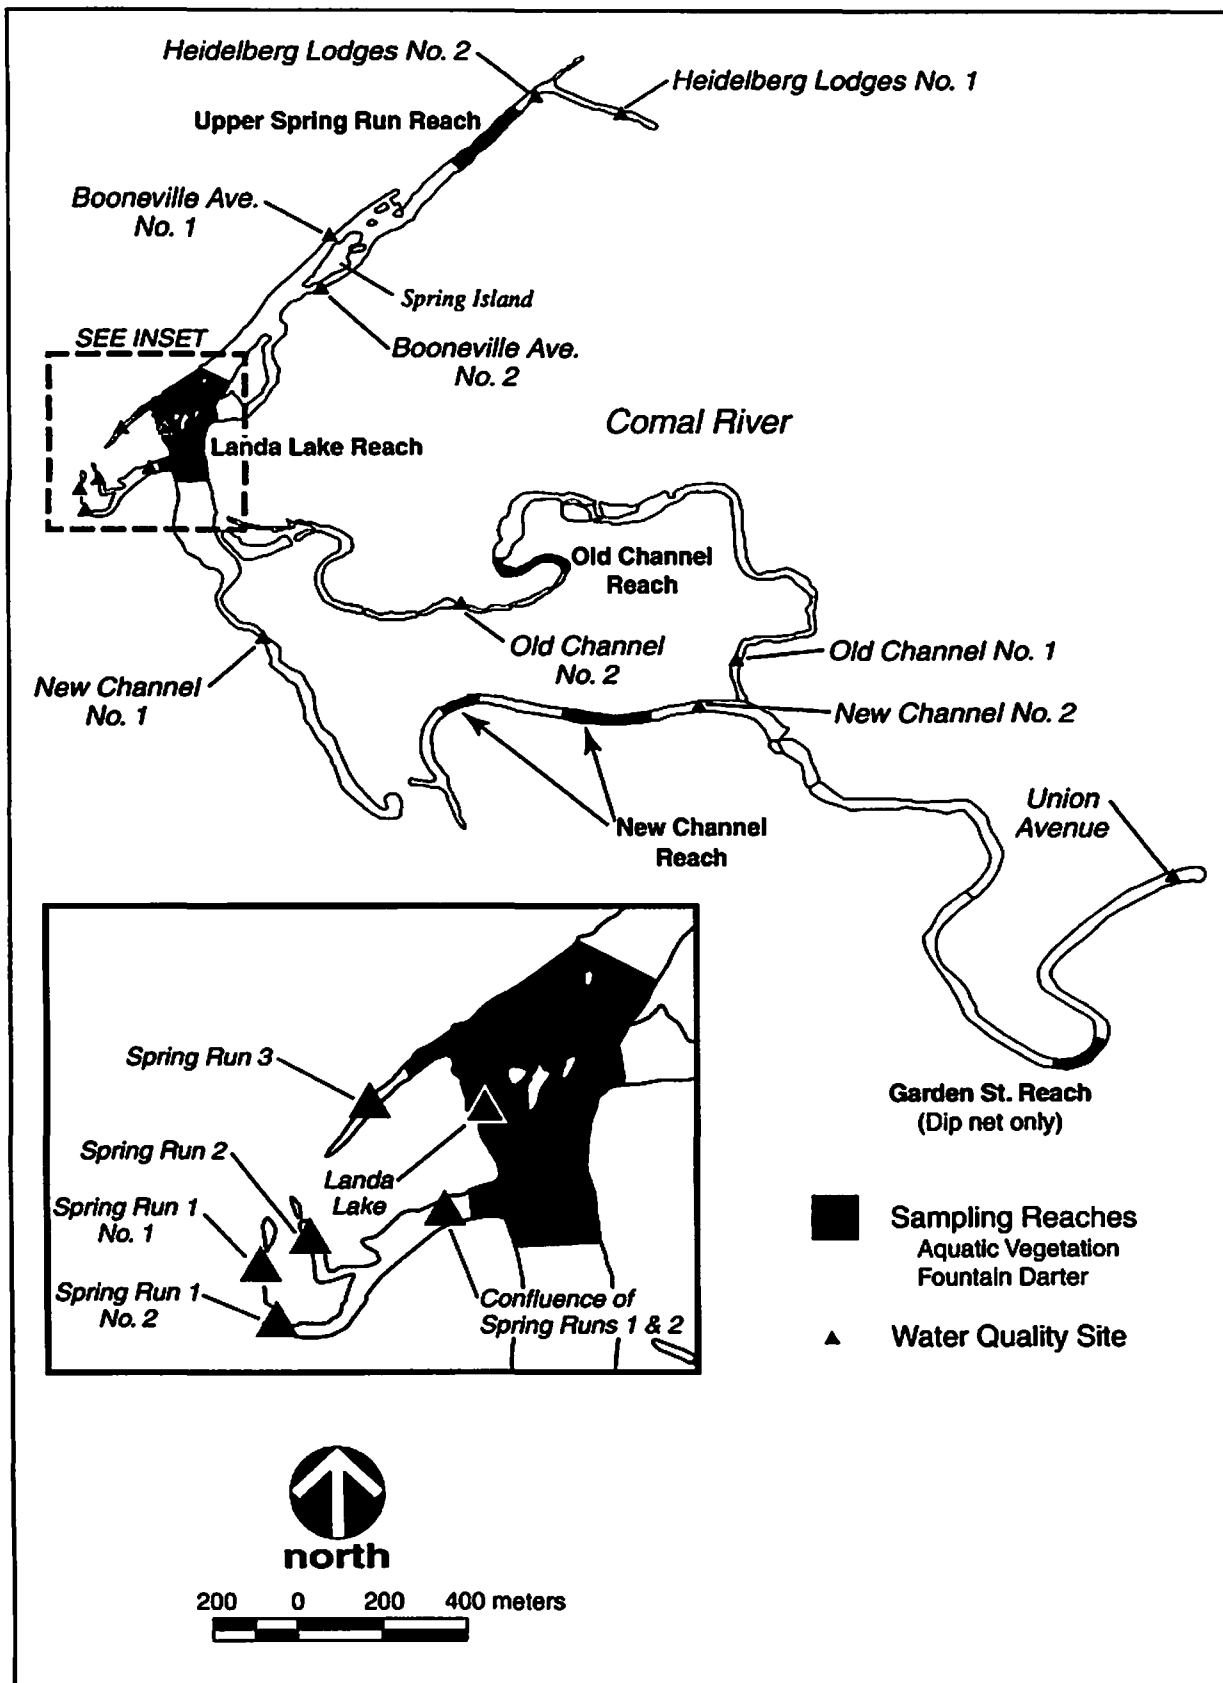 Heidelberg Lodges No. 2
Heidelberg Lodges No. 1
Upper Spring Run Reach
Booneville Ave.
No. 1
Spring Island
SEE INSET
Booneville Ave.
No. 2
Comal River
Landa Lake Reach
Old Channel
Reach
Old Channel
No. 2
Old Channel No. 1
New Channel
No. 1
New Channel No. 2
Union
Avenue
New Channel
Reach
Spring Run 3
Garden St. Reach
(Dip net only)
Spring Run 2
Landa
Lake
Spring Run 1
No. 1
Spring Run 1
No. 2
Confluence of
Spring Runs 1 & 2
Sampling Reaches
Aquatic Vegetation
Fountain Darter
Water Quality Site
north
200 0 200 400 meters